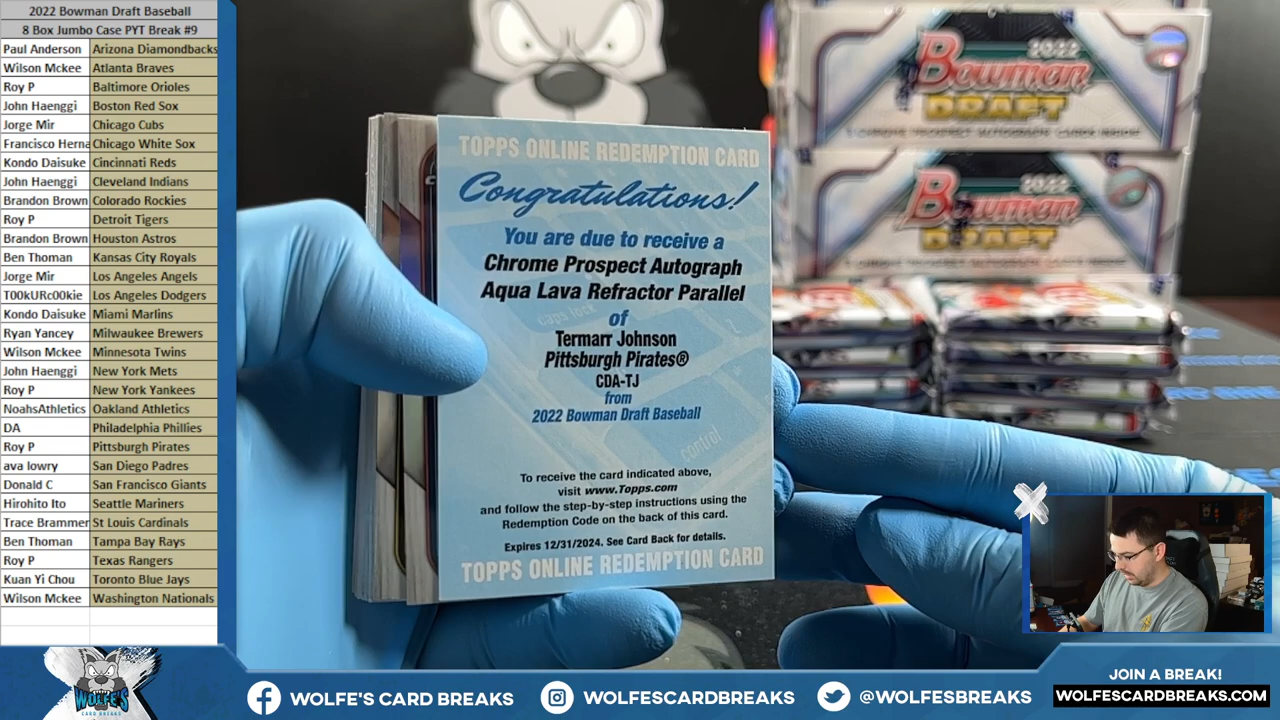 2022 Bowman Draft Baseball
8 Box Jumbo Case PYT Break #9
Paul Anderson Arizona Diamondbacks
Wilson Mckee Atlanta Braves
Roy P Baltimore Orioles
John Haenggi Boston Red Sox
Jorge Mir Chicago Cubs
Francisco Herna Chicago White Sox
Kondo Daisuke Cincinnati Reds
John Haenggi Cleveland Indians
Brandon Brown Colorado Rockies
Roy P Detroit Tigers
Brandon Brown Houston Astros
Ben Thoman Kansas City Royals
Jorge Mir Los Angeles Angels
T00kURc00kie Los Angeles Dodgers
Kondo Daisuke Miami Marlins
Ryan Yancey Milwaukee Brewers
Wilson Mckee Minnesota Twins
John Haenggi New York Mets
Roy P New York Yankees
NoahsAthletics Oakland Athletics
DA Philadelphia Phillies
Roy P Pittsburgh Pirates
ava lowry San Diego Padres
Donald C San Francisco Giants
Hirohito Ito Seattle Mariners
Trace Brammer St Louis Cardinals
Ben Thoman Tampa Bay Rays
Roy P Texas Rangers
Kuan Yi Chou Toronto Blue Jays
Wilson Mckee Washington Nationals
TOPPS ONLINE REDEMPTION CARD
Congratulations!
You are due to receive a
Chrome Prospect Autograph
Aqua Lava Refractor Parallel
of
Termarr Johnson
Pittsburgh Pirates®
CDA-TJ
from
2022 Bowman Draft Baseball
caps lock
control
To receive the card indicated above,
visit www.Topps.com
and follow the step-by-step instructions using the
Redemption Code on the back of this card.
Expires 12/31/2024. See Card Back for details.
TOPPS ONLINE REDEMPTION CARD
2022
Bowman
DRAFT
2022
Bowman
DRAFT
WOLFE'S
CARD BREAKS
WOLFE'S CARD BREAKS
WOLFESCARDBREAKS
@WOLFESBREAKS
JOIN A BREAK!
WOLFESCARDBREAKS.COM